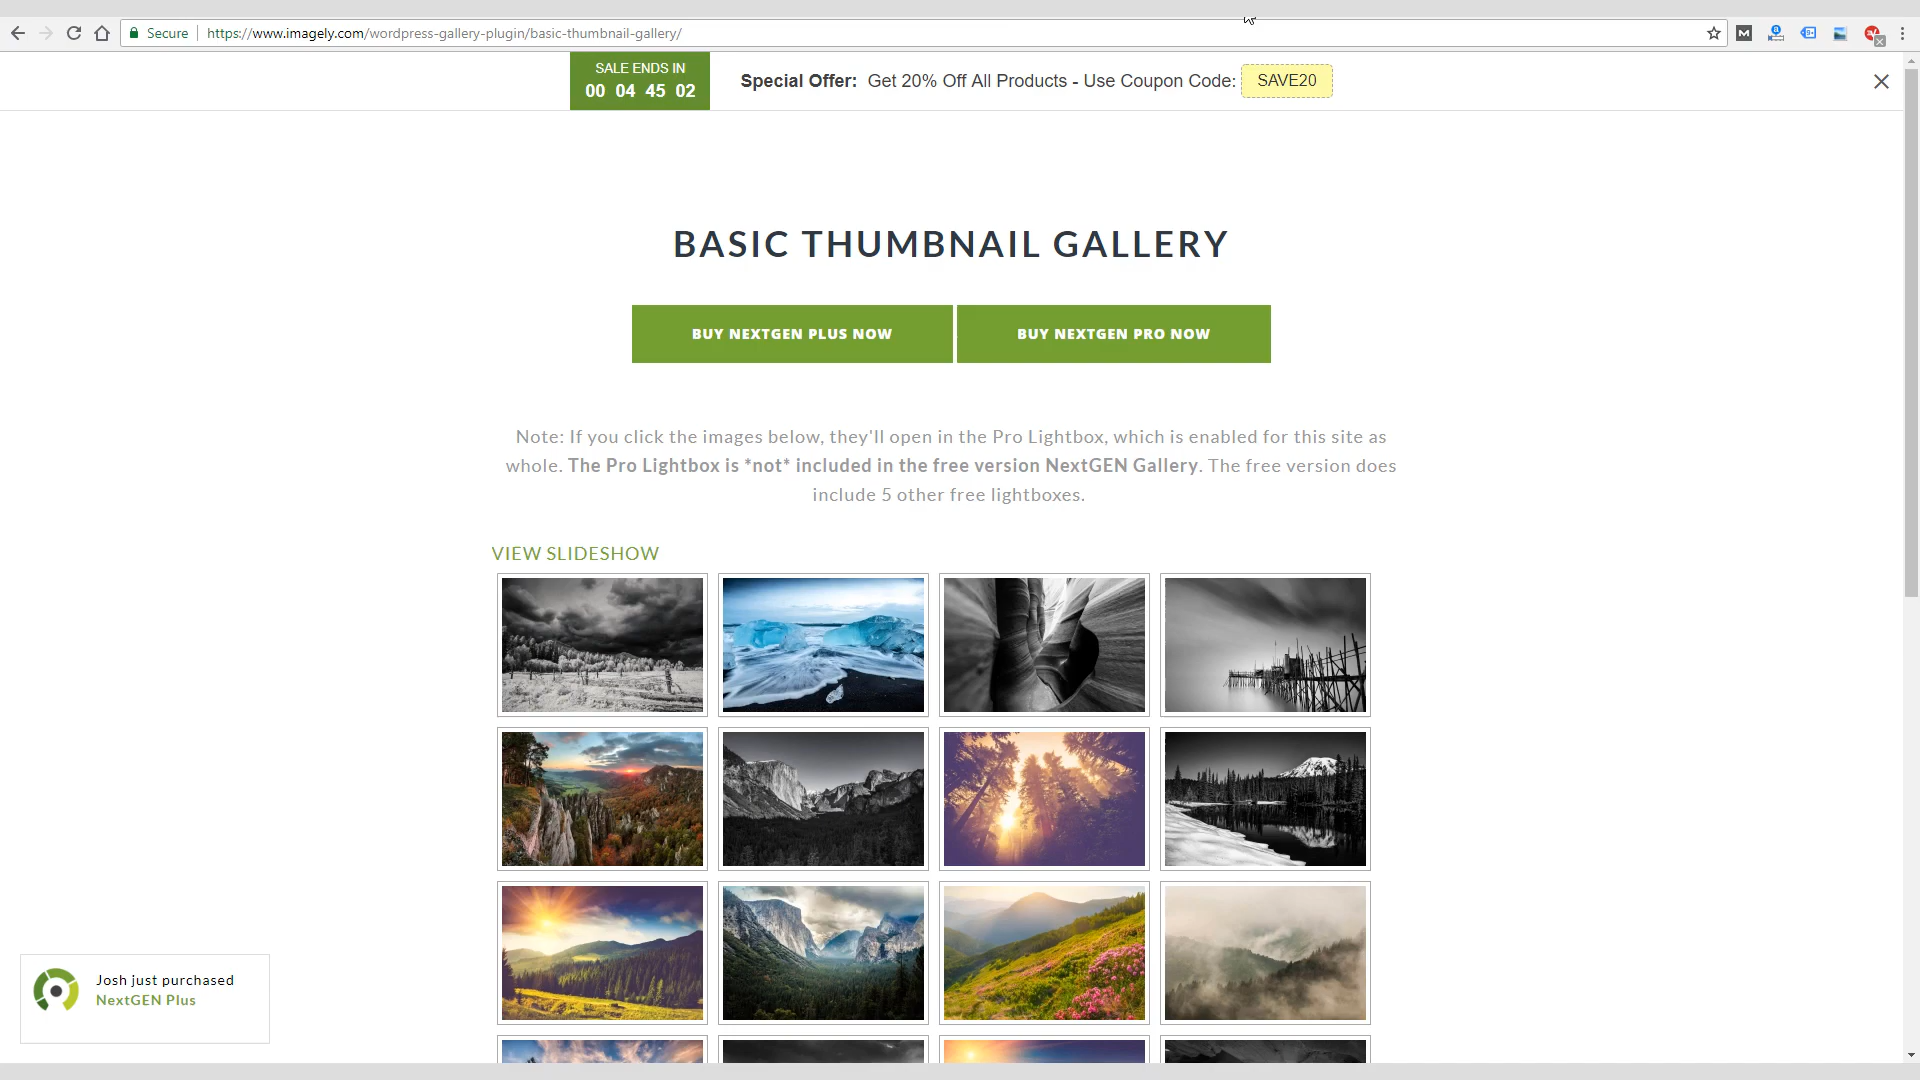 Secure https://www.imagely.com/wordpress-gallery-plugin/basic-thumbnail-gallery/
SALE ENDS IN
00 04 45 02
Special Offer: Get 20% Off All Products - Use Coupon Code: SAVE20
BASIC THUMBNAIL GALLERY
BUY NEXTGEN PLUS NOW
BUY NEXTGEN PRO NOW
Note: If you click the images below, they'll open in the Pro Lightbox, which is enabled for this site as
whole. The Pro Lightbox is *not* included in the free version NextGEN Gallery. The free version does
include 5 other free lightboxes.
VIEW SLIDESHOW
Josh just purchased
NextGEN Plus